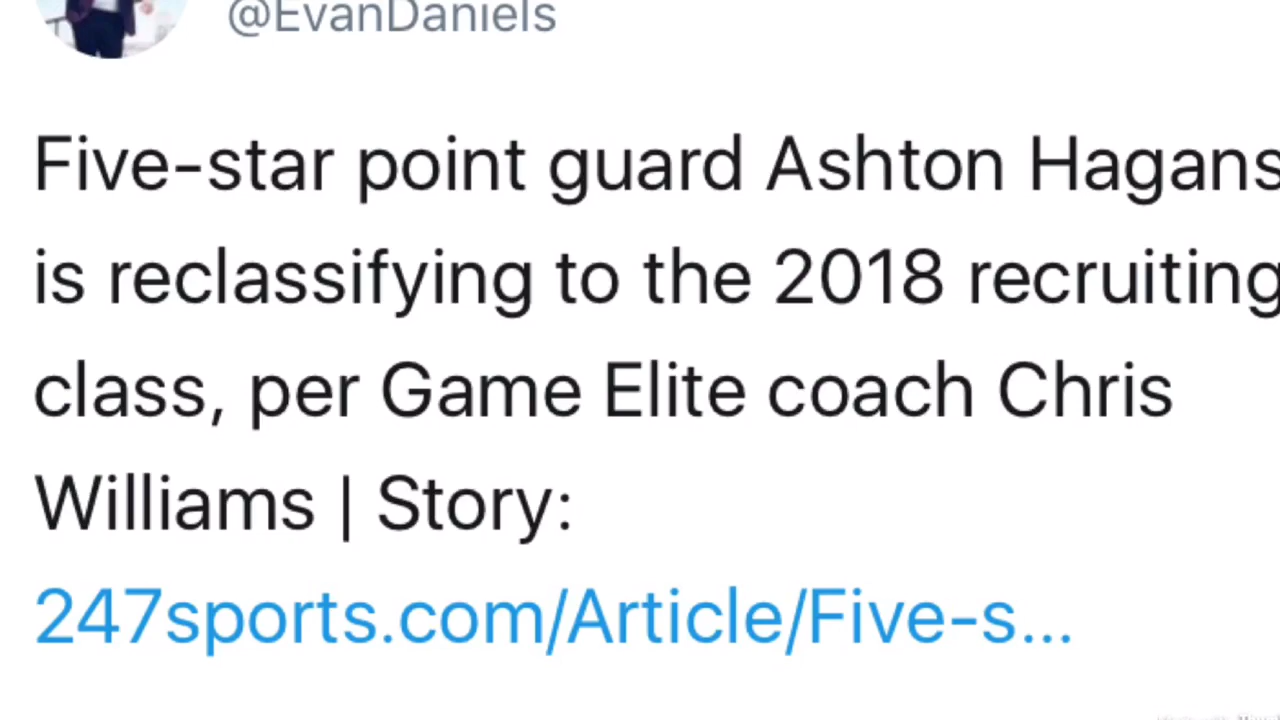 @EvanDaniels
Five-star point guard Ashton Hagans
is reclassifying to the 2018 recruiting
class, per Game Elite coach Chris
Williams | Story:
247sports.com/Article/Five-s...